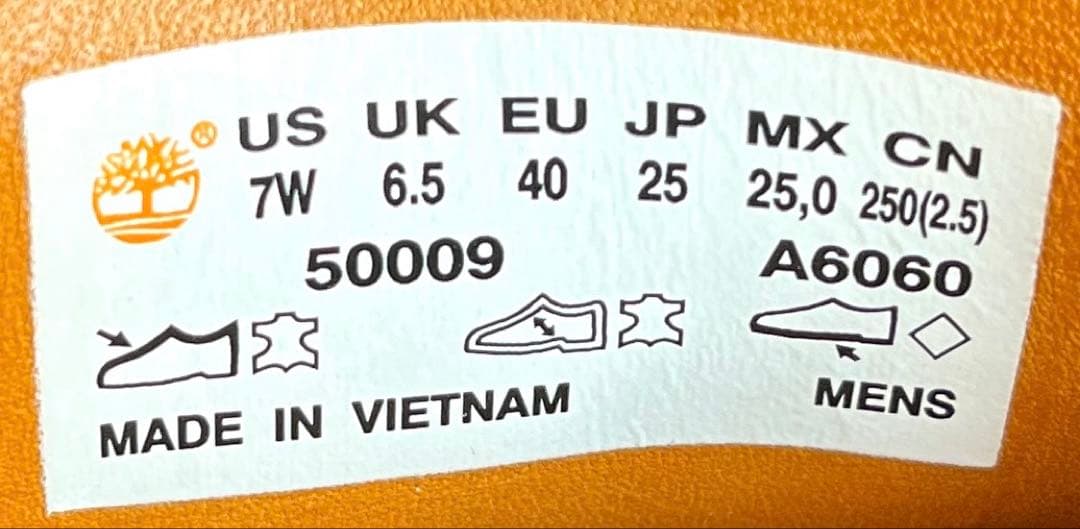 ® US UK EU JP MX CN
7W 6.5 40 25 25,0 250(2.5)
50009 A6060
MADE IN VIETNAM MENS